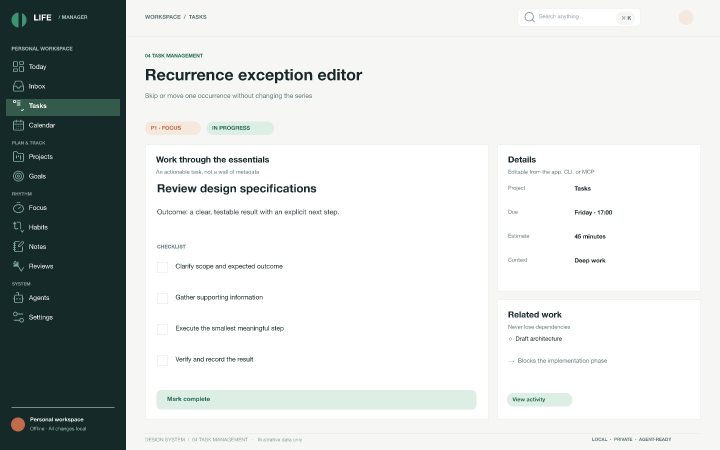 LIFE / MANAGER
PERSONAL WORKSPACE
Today
Inbox
Tasks
Calendar
PLAN & TRACK
Projects
Goals
RHYTHM
Focus
Habits
Notes
Reviews
SYSTEM
Agents
Settings
Personal workspace
Offline · All changes local
WORKSPACE / TASKS
Search anything...
⌘ K
04 TASK MANAGEMENT
Recurrence exception editor
Skip or move one occurrence without changing the series
P1 · FOCUS
IN PROGRESS
Work through the essentials
An actionable task, not a wall of metadata
Review design specifications
Outcome: a clear, testable result with an explicit next step.
CHECKLIST
Clarify scope and expected outcome
Gather supporting information
Execute the smallest meaningful step
Verify and record the result
Mark complete
Details
Editable from the app, CLI, or MCP
Project Tasks
Due Friday · 17:00
Estimate 45 minutes
Context Deep work
Related work
Never lose dependencies
○ Draft architecture
→ Blocks the implementation phase
View activity
DESIGN SYSTEM / 04 TASK MANAGEMENT · Illustrative data only
LOCAL • PRIVATE • AGENT-READY